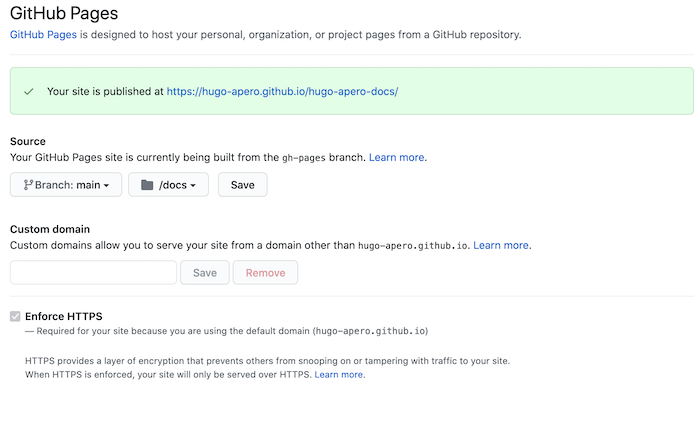 GitHub Pages
GitHub Pages is designed to host your personal, organization, or project pages from a GitHub repository.
Your site is published at https://hugo-apero.github.io/hugo-apero-docs/
Source
Your GitHub Pages site is currently being built from the gh-pages branch. Learn more.
Branch: main /docs Save
Custom domain
Custom domains allow you to serve your site from a domain other than hugo-apero.github.io. Learn more.
Save Remove
Enforce HTTPS
— Required for your site because you are using the default domain (hugo-apero.github.io)
HTTPS provides a layer of encryption that prevents others from snooping on or tampering with traffic to your site.
When HTTPS is enforced, your site will only be served over HTTPS. Learn more.